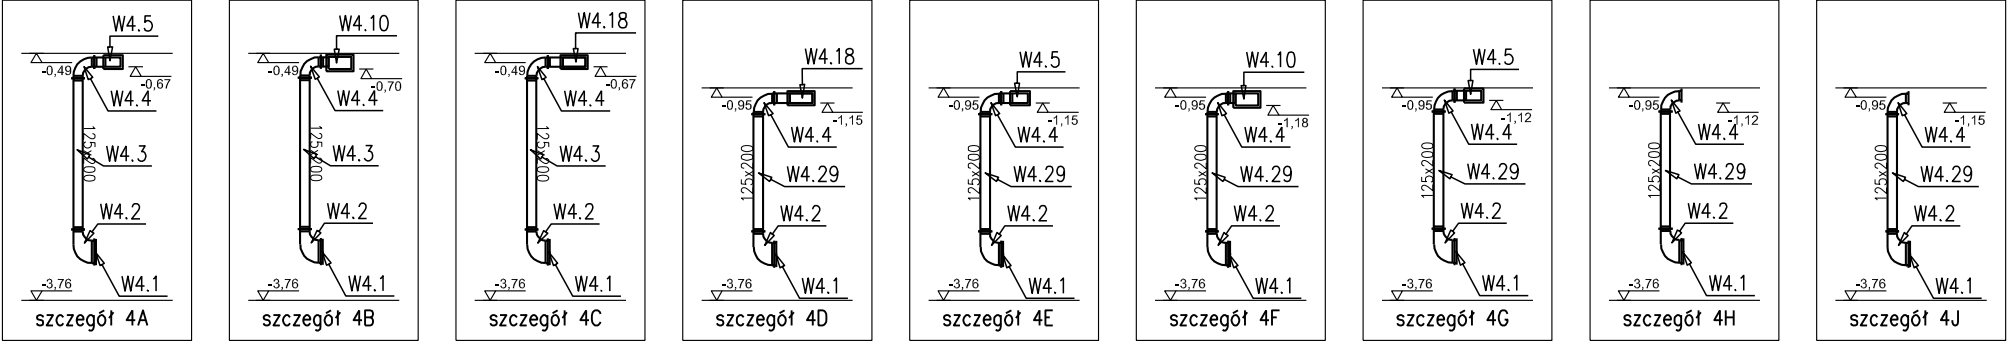 W4.5
-0,49
-0,67
W4.4
125x200
W4.3
W4.2
-3,76
W4.1
szczegół 4A
W4.10
-0,49
-0,70
W4.4
125x200
W4.3
W4.2
-3,76
W4.1
szczegół 4B
W4.18
-0,49
-0,67
W4.4
125x200
W4.3
W4.2
-3,76
W4.1
szczegół 4C
W4.18
-0,95
-1,15
W4.4
125x200
W4.29
W4.2
-3,76
W4.1
szczegół 4D
W4.5
-0,95
-1,15
W4.4
125x200
W4.29
W4.2
-3,76
W4.1
szczegół 4E
W4.10
-0,95
-1,18
W4.4
125x200
W4.29
W4.2
-3,76
W4.1
szczegół 4F
W4.5
-0,95
-1,12
W4.4
125x200
W4.29
W4.2
-3,76
W4.1
szczegół 4G
-0,95
-1,12
W4.4
125x200
W4.29
W4.2
-3,76
W4.1
szczegół 4H
-0,95
-1,15
W4.4
125x200
W4.29
W4.2
-3,76
W4.1
szczegół 4J